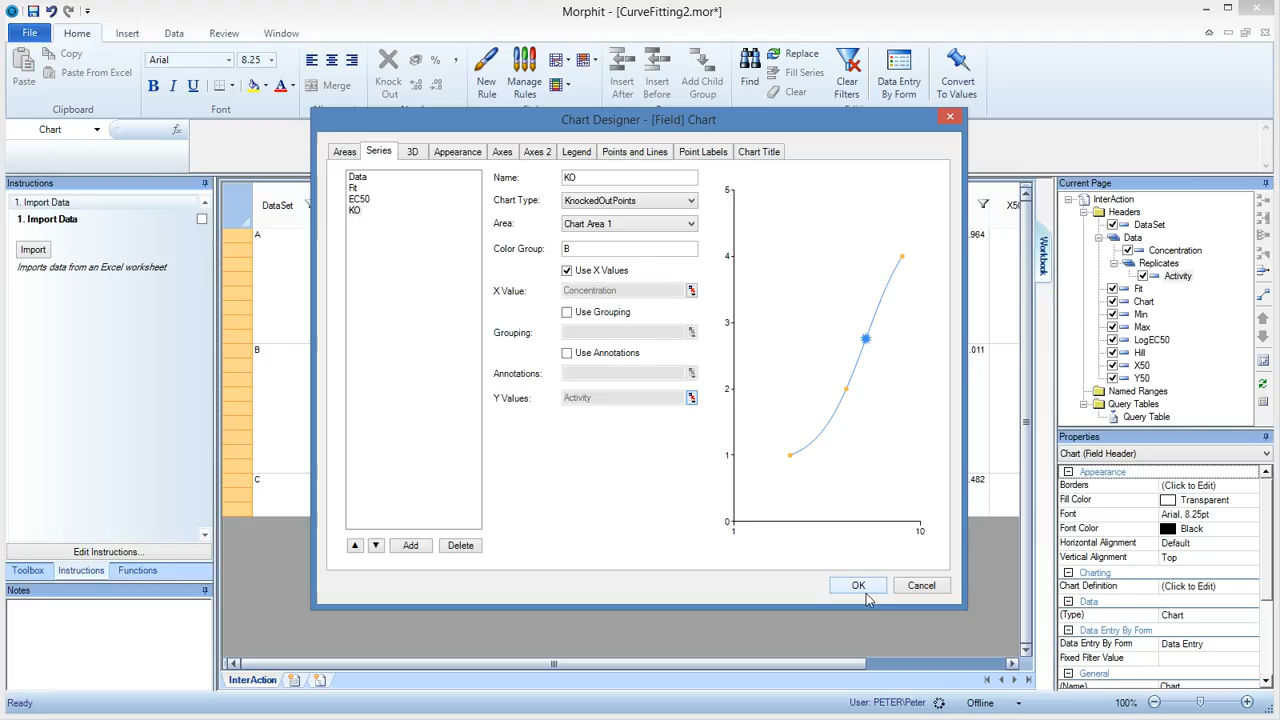 Morphit - [CurveFitting2.mor*]
File Home Insert Data Review Window
Paste
Copy
Paste From Excel
Clipboard
Arial 8.25
B I U A
Font
Merge
Knock Out
New Rule
Manage Rules
Insert After
Insert Before
Add Child Group
Find
Replace
Fill Series
Clear
Clear Filters
Data Entry By Form
Convert To Values
Chart
fx
Instructions
1. Import Data
1. Import Data
Import
Imports data from an Excel worksheet
Edit Instructions...
Toolbox Instructions Functions
Notes
DataSet
A
B
C
X50
.964
.011
.482
Chart Designer - [Field] Chart
Areas Series 3D Appearance Axes Axes 2 Legend Points and Lines Point Labels Chart Title
Data
Fit
EC50
KO
Add Delete
Name: KO
Chart Type: KnockedOutPoints
Area: Chart Area 1
Color Group: B
Use X Values
X Value: Concentration
Use Grouping
Grouping:
Use Annotations
Annotations:
Y Values: Activity
5
4
3
2
1
0
1 10
OK Cancel
Workbook
Current Page
InterAction
Headers
DataSet
Data
Concentration
Replicates
Activity
Fit
Chart
Min
Max
LogEC50
Hill
X50
Y50
Named Ranges
Query Tables
Query Table
Properties
Chart (Field Header)
Appearance
Borders (Click to Edit)
Fill Color Transparent
Font Arial, 8.25pt
Font Color Black
Horizontal Alignment Default
Vertical Alignment Top
Charting
Chart Definition (Click to Edit)
Data
(Type) Chart
Data Entry By Form
Data Entry By Form Data Entry
Fixed Filter Value
General
(Name) Chart
InterAction
Ready
User: PETER\Peter
Offline
100%